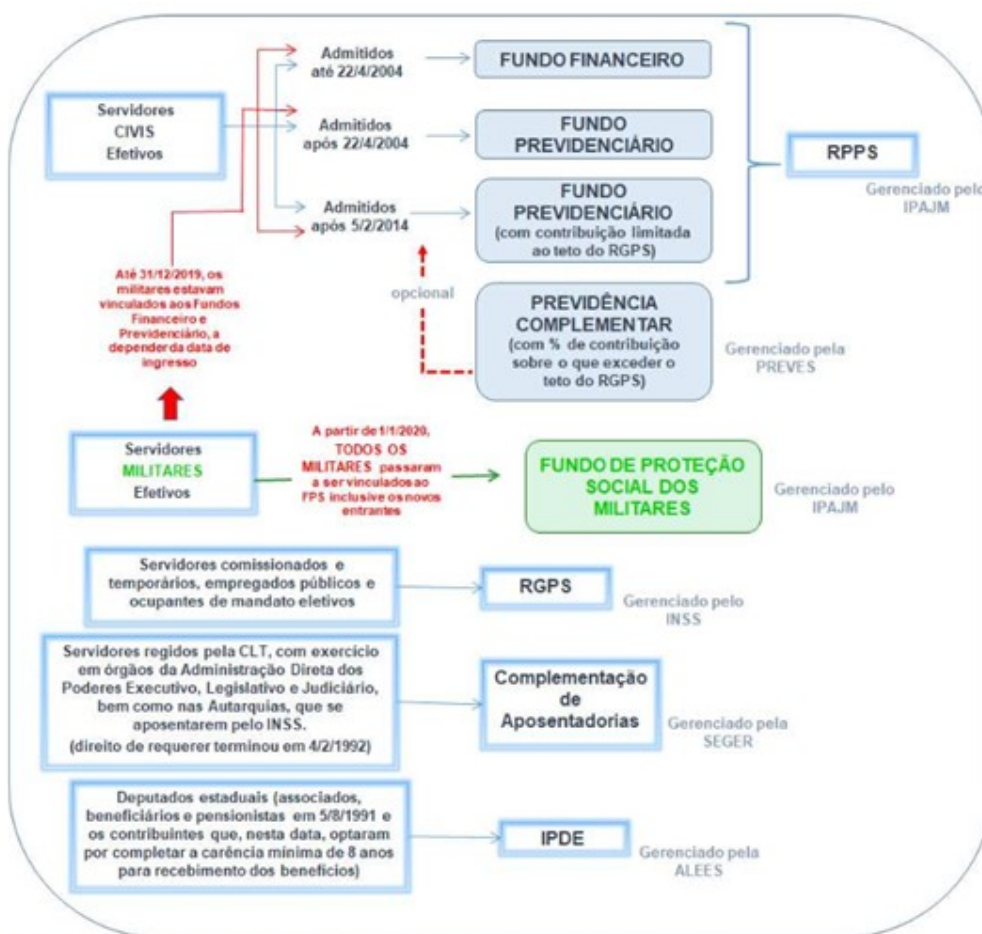 Servidores
CIVIS
Efetivos
Admitidos
até 22/4/2004
FUNDO FINANCEIRO
Admitidos
após 22/4/2004
FUNDO
PREVIDENCIÁRIO
Admitidos
após 5/2/2014
FUNDO
PREVIDENCIÁRIO
(com contribuição limitada
ao teto do RGPS)
RPPS
Gerenciado pelo
IPAJM
Até 31/12/2019, os
militares estavam
vinculados aos Fundos
Financeiro e
Previdenciário, a
depender da data de
ingresso
opcional
PREVIDÊNCIA
COMPLEMENTAR
(com % de contribuição
sobre o que exceder o
teto do RGPS)
Gerenciado pela
PREVES
Servidores
MILITARES
Efetivos
A partir de 1/1/2020,
TODOS OS
MILITARES passaram
a ser vinculados ao
FPS inclusive os novos
entrantes
FUNDO DE PROTEÇÃO
SOCIAL DOS
MILITARES
Gerenciado pelo
IPAJM
Servidores comissionados e
temporários, empregados públicos e
ocupantes de mandato eletivos
RGPS
Gerenciado pelo
INSS
Servidores regidos pela CLT, com exercício
em órgãos da Administração Direta dos
Poderes Executivo, Legislativo e Judiciário,
bem como nas Autarquias, que se
aposentarem pelo INSS.
(direito de requerer terminou em 4/2/1992)
Complementação
de
Aposentadorias
Gerenciado pela
SEGER
Deputados estaduais (associados,
beneficiários e pensionistas em 5/8/1991 e
os contribuintes que, nesta data, optaram
por completar a carência mínima de 8 anos
para recebimento dos benefícios)
IPDE
Gerenciado pela
ALEES